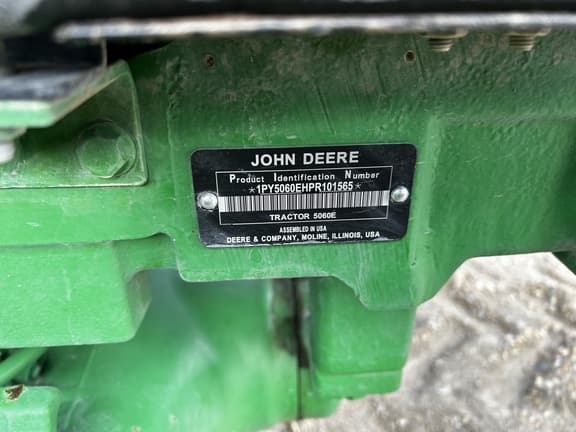 JOHN DEERE
Product Identification Number
*1PY5060EHPR101565*
TRACTOR 5060E
ASSEMBLED IN USA
DEERE & COMPANY, MOLINE, ILLINOIS, USA